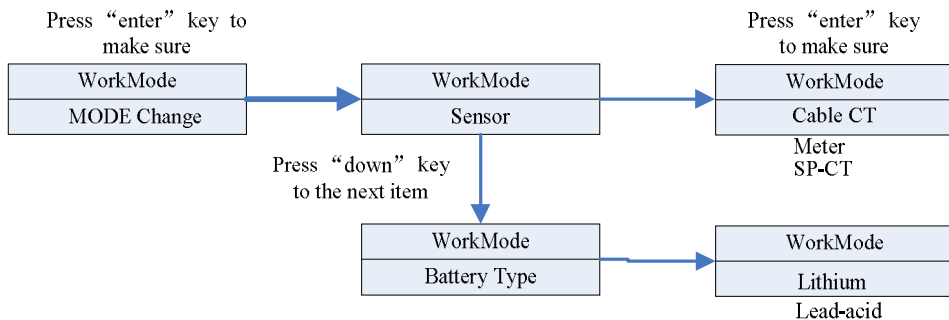 Press “enter” key to
make sure
WorkMode
MODE Change
WorkMode
Sensor
Press “enter” key
to make sure
WorkMode
Cable CT
Meter
SP-CT
Press “down” key
to the next item
WorkMode
Battery Type
WorkMode
Lithium
Lead-acid